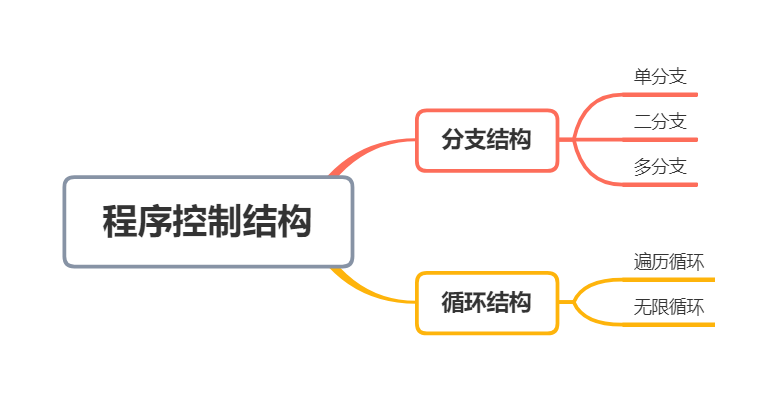 程序控制结构
分支结构
单分支
二分支
多分支
循环结构
遍历循环
无限循环